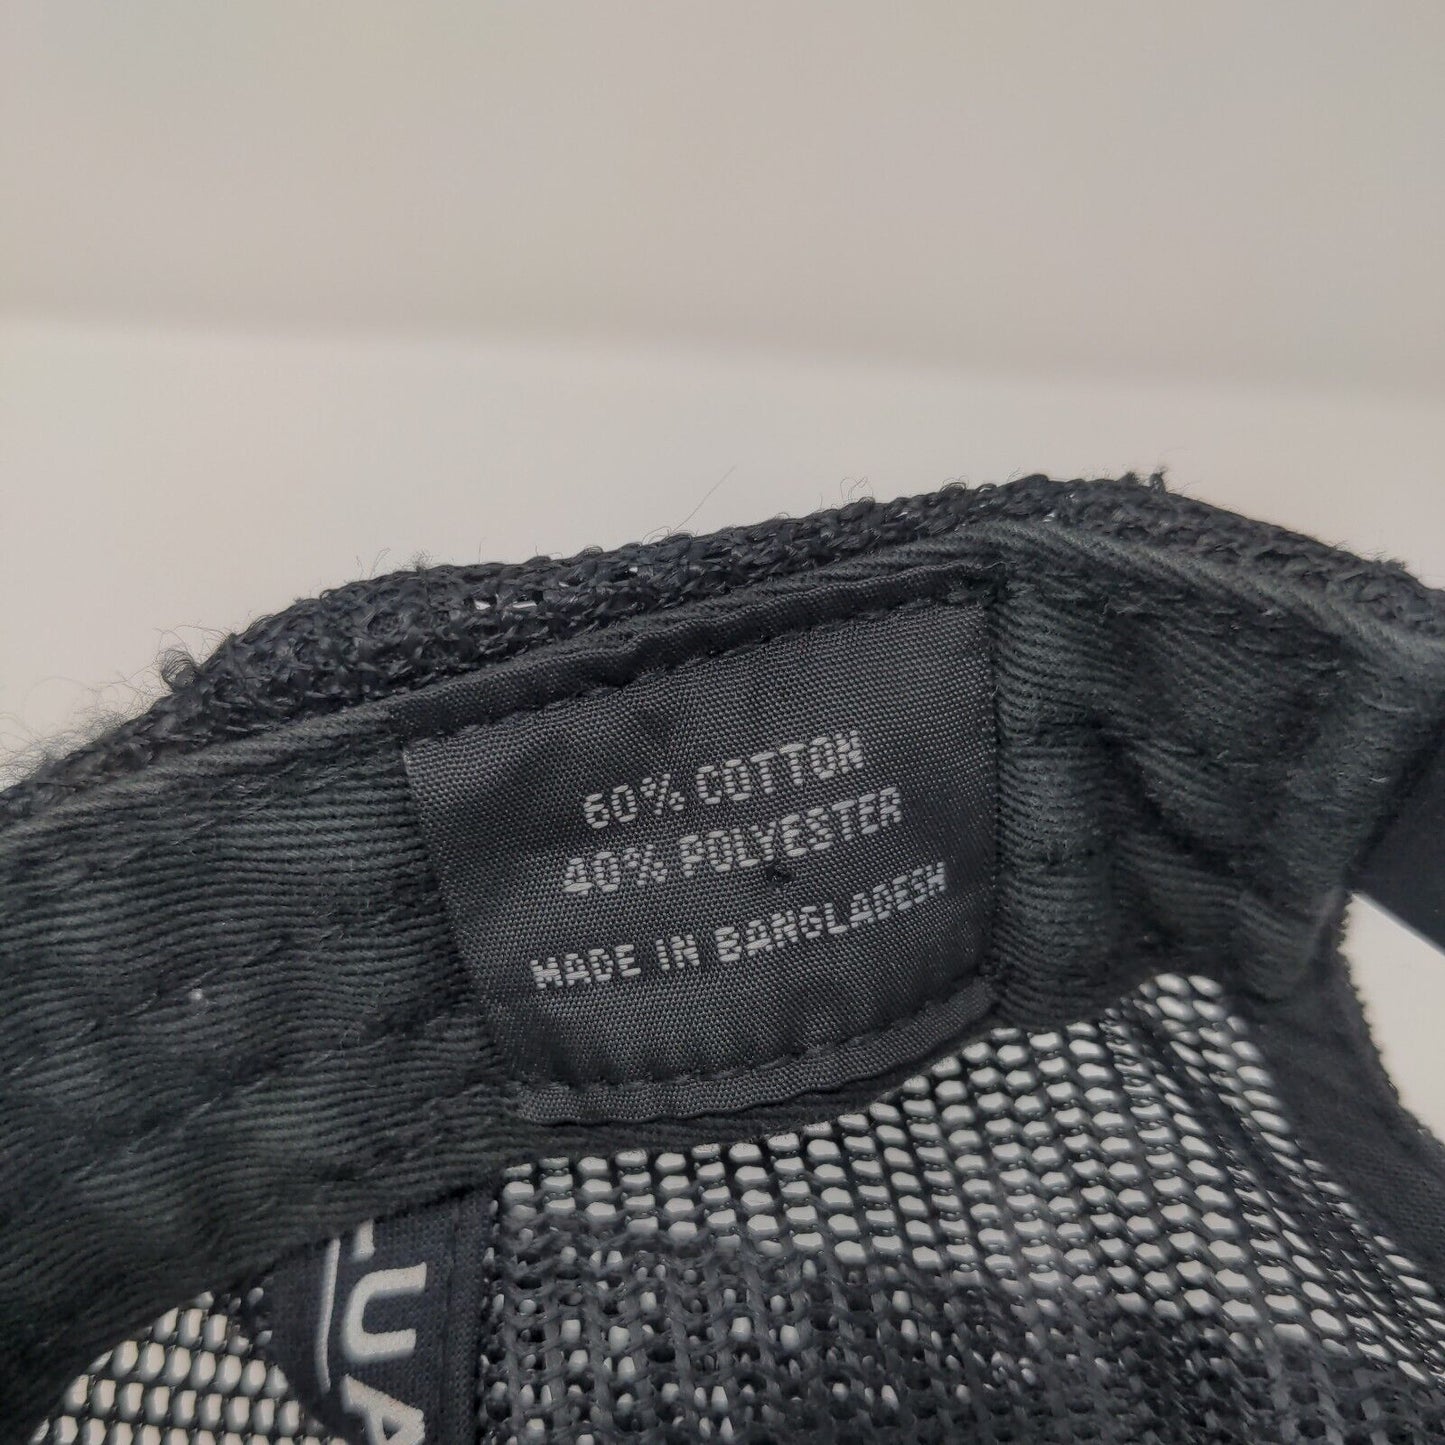 60% COTTON
40% POLYESTER
MADE IN BANGLADESH